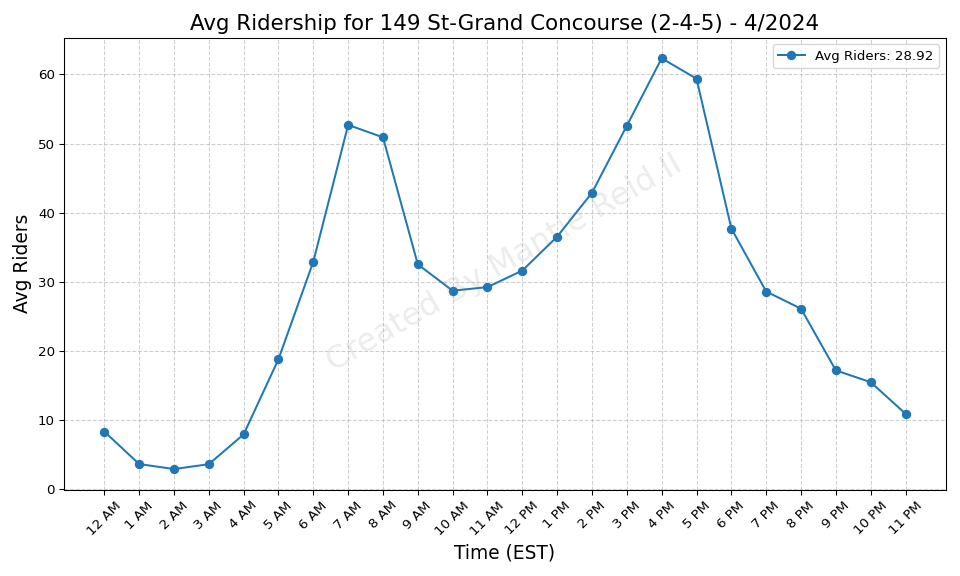 Avg Ridership for 149 St-Grand Concourse (2-4-5) - 4/2024
Avg Riders: 28.92
60
50
40
30
20
10
0
Avg Riders
Created By Mantie Reid II
12 AM
1 AM
2 AM
3 AM
4 AM
5 AM
6 AM
7 AM
8 AM
9 AM
10 AM
11 AM
12 PM
1 PM
2 PM
3 PM
4 PM
5 PM
6 PM
7 PM
8 PM
9 PM
10 PM
11 PM
Time (EST)